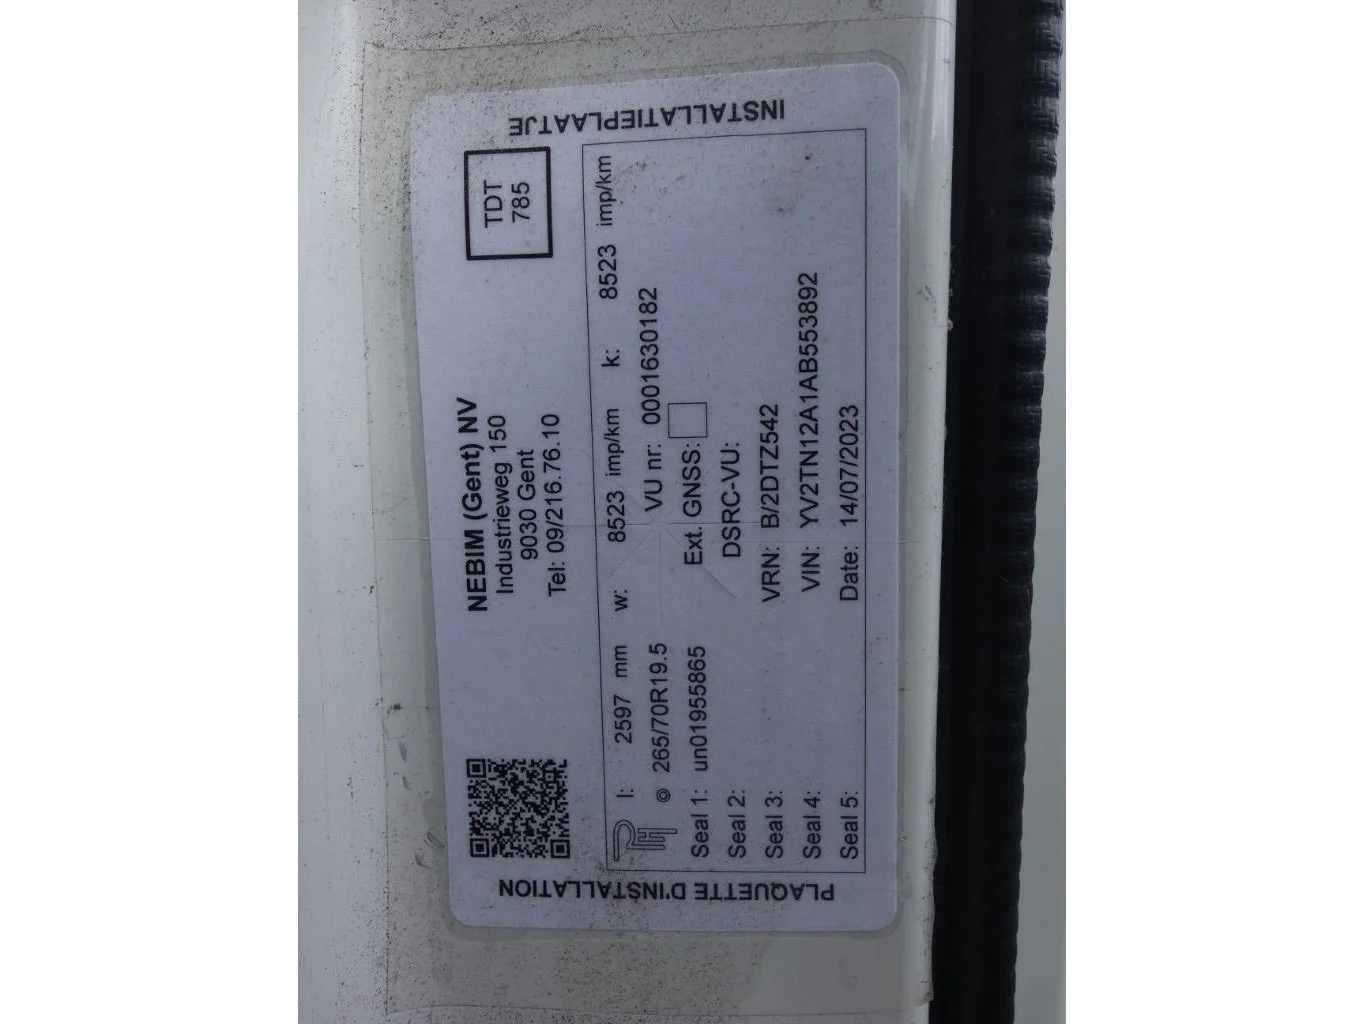 PLAQUETTE D'INSTALLATION
NEBIM (Gent) NV
Industrieweg 150
9030 Gent
Tel: 09/216.76.10
TDT
785
l: 2597 mm w: 8523 imp/km k: 8523 imp/km
265/70R19.5 VU nr: 0001630182
Seal 1: un01955865 Ext. GNSS:
Seal 2: DSRC-VU:
Seal 3: VRN: B/2DTZ542
Seal 4: VIN: YV2TN12A1AB553892
Seal 5: Date: 14/07/2023
INSTALLATIEPLAATJE